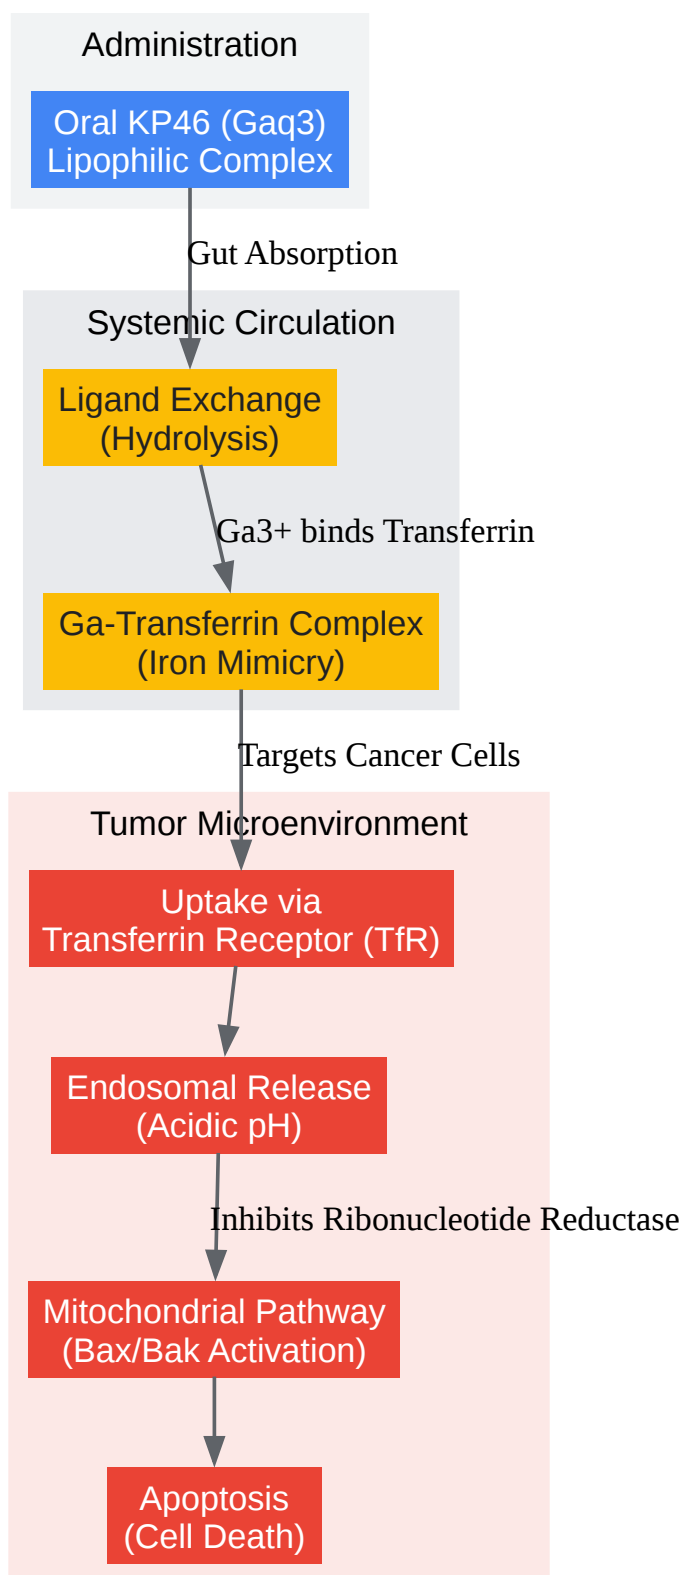 Administration
Oral KP46 (Gaq3)
Lipophilic Complex
Gut Absorption
Systemic Circulation
Ligand Exchange
(Hydrolysis)
Ga3+ binds Transferrin
Ga-Transferrin Complex
(Iron Mimicry)
Targets Cancer Cells
Tumor Microenvironment
Uptake via
Transferrin Receptor (TfR)
Endosomal Release
(Acidic pH)
Inhibits Ribonucleotide Reductase
Mitochondrial Pathway
(Bax/Bak Activation)
Apoptosis
(Cell Death)